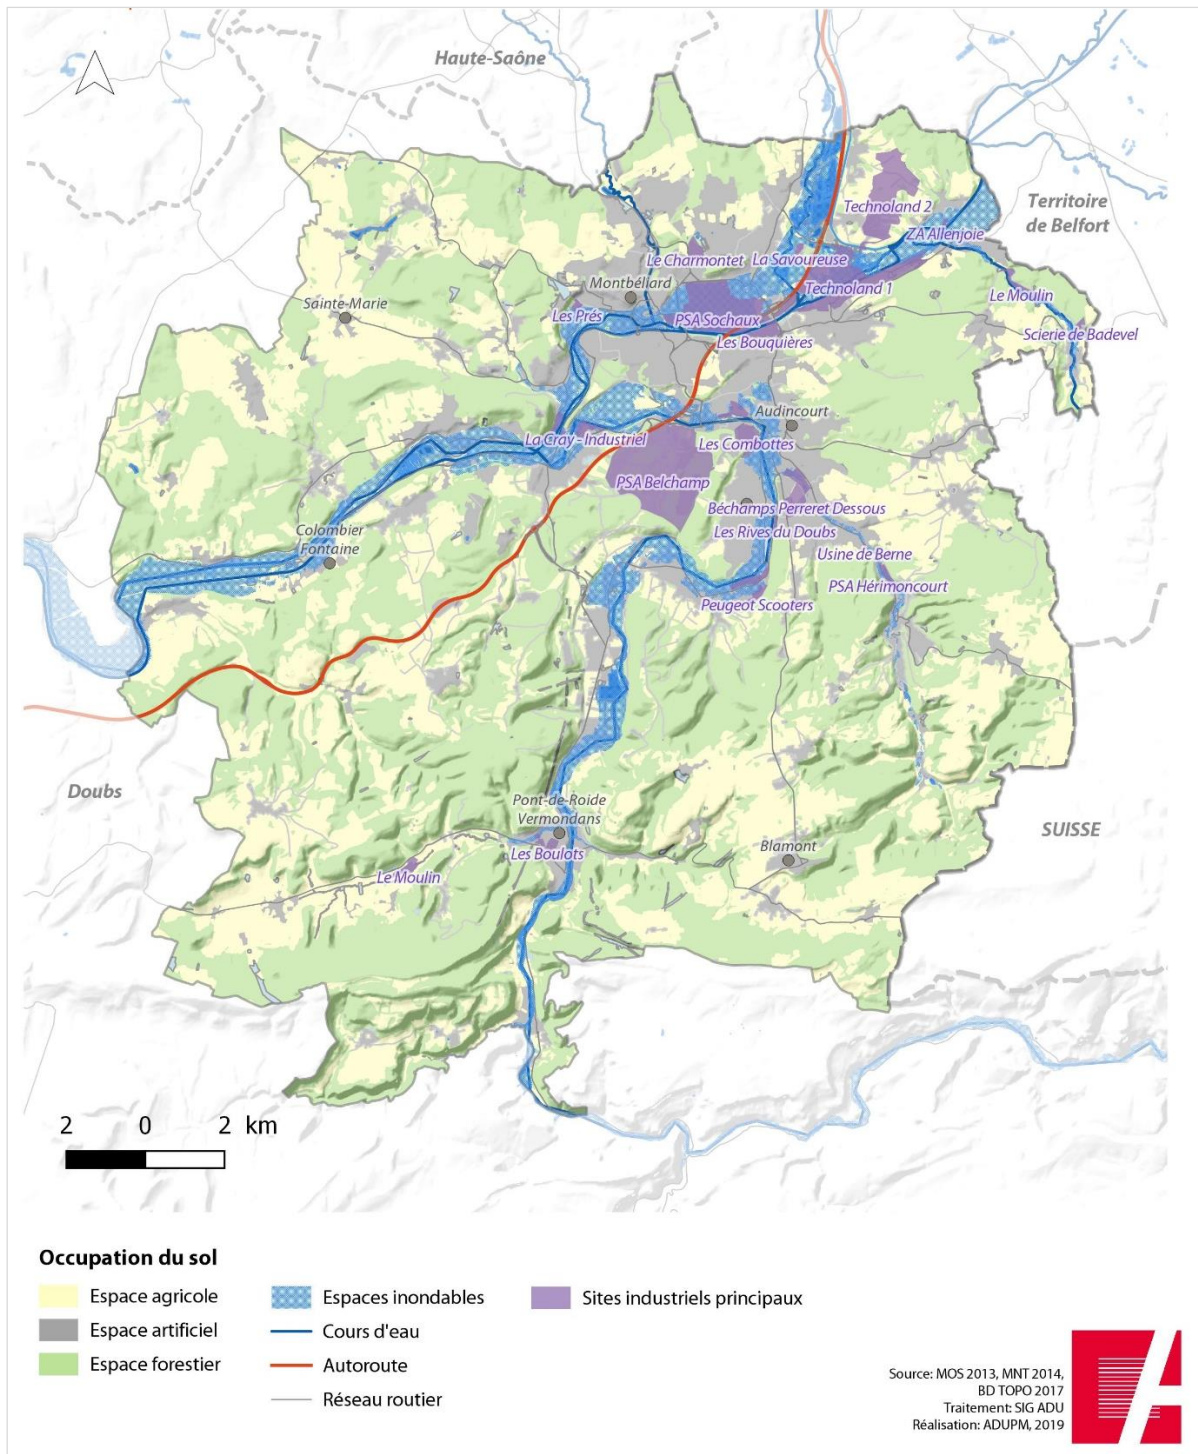 Haute-Saône
Territoire
de Belfort
Technoland 2
ZA Allenjoie
Le Charmontet
La Savoureuse
Montbéliard
Technoland 1
Le Moulin
Sainte-Marie
Les Prés
PSA Sochaux
Scierie de Badevel
Les Bouquières
Audincourt
La Cray - Industriel
Les Combottes
PSA Belchamp
Béchamps Perreret Dessous
Colombier
Fontaine
Les Rives du Doubs
Usine de Berne
PSA Hérimoncourt
Peugeot Scooters
Doubs
Pont-de-Roide
Vermondans
SUISSE
Les Boulots
Blamont
Le Moulin
2 0 2 km
Occupation du sol
Espace agricole
Espace artificiel
Espace forestier
Espaces inondables
Cours d'eau
Autoroute
Réseau routier
Sites industriels principaux
Source: MOS 2013, MNT 2014,
BD TOPO 2017
Traitement: SIG ADU
Réalisation: ADUPM, 2019